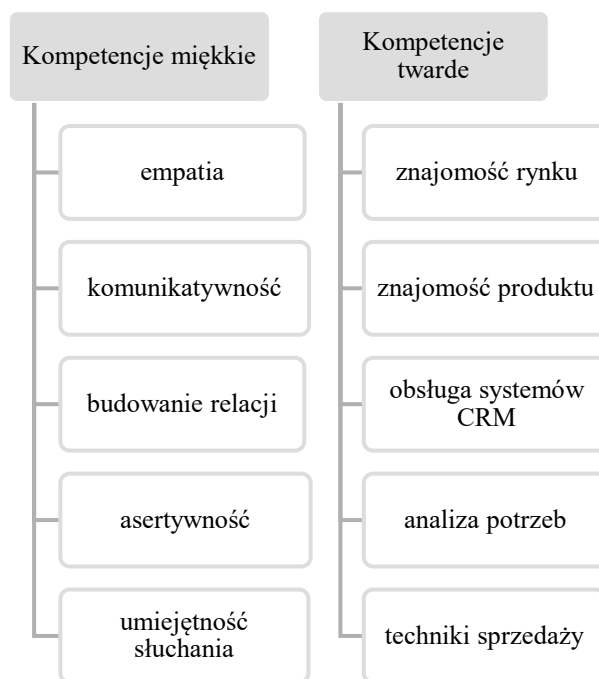 Kompetencje miękkie
empatia
komunikatywność
budowanie relacji
asertywność
umiejętność
słuchania
Kompetencje
twarde
znajomość rynku
znajomość produktu
obsługa systemów
CRM
analiza potrzeb
techniki sprzedaży